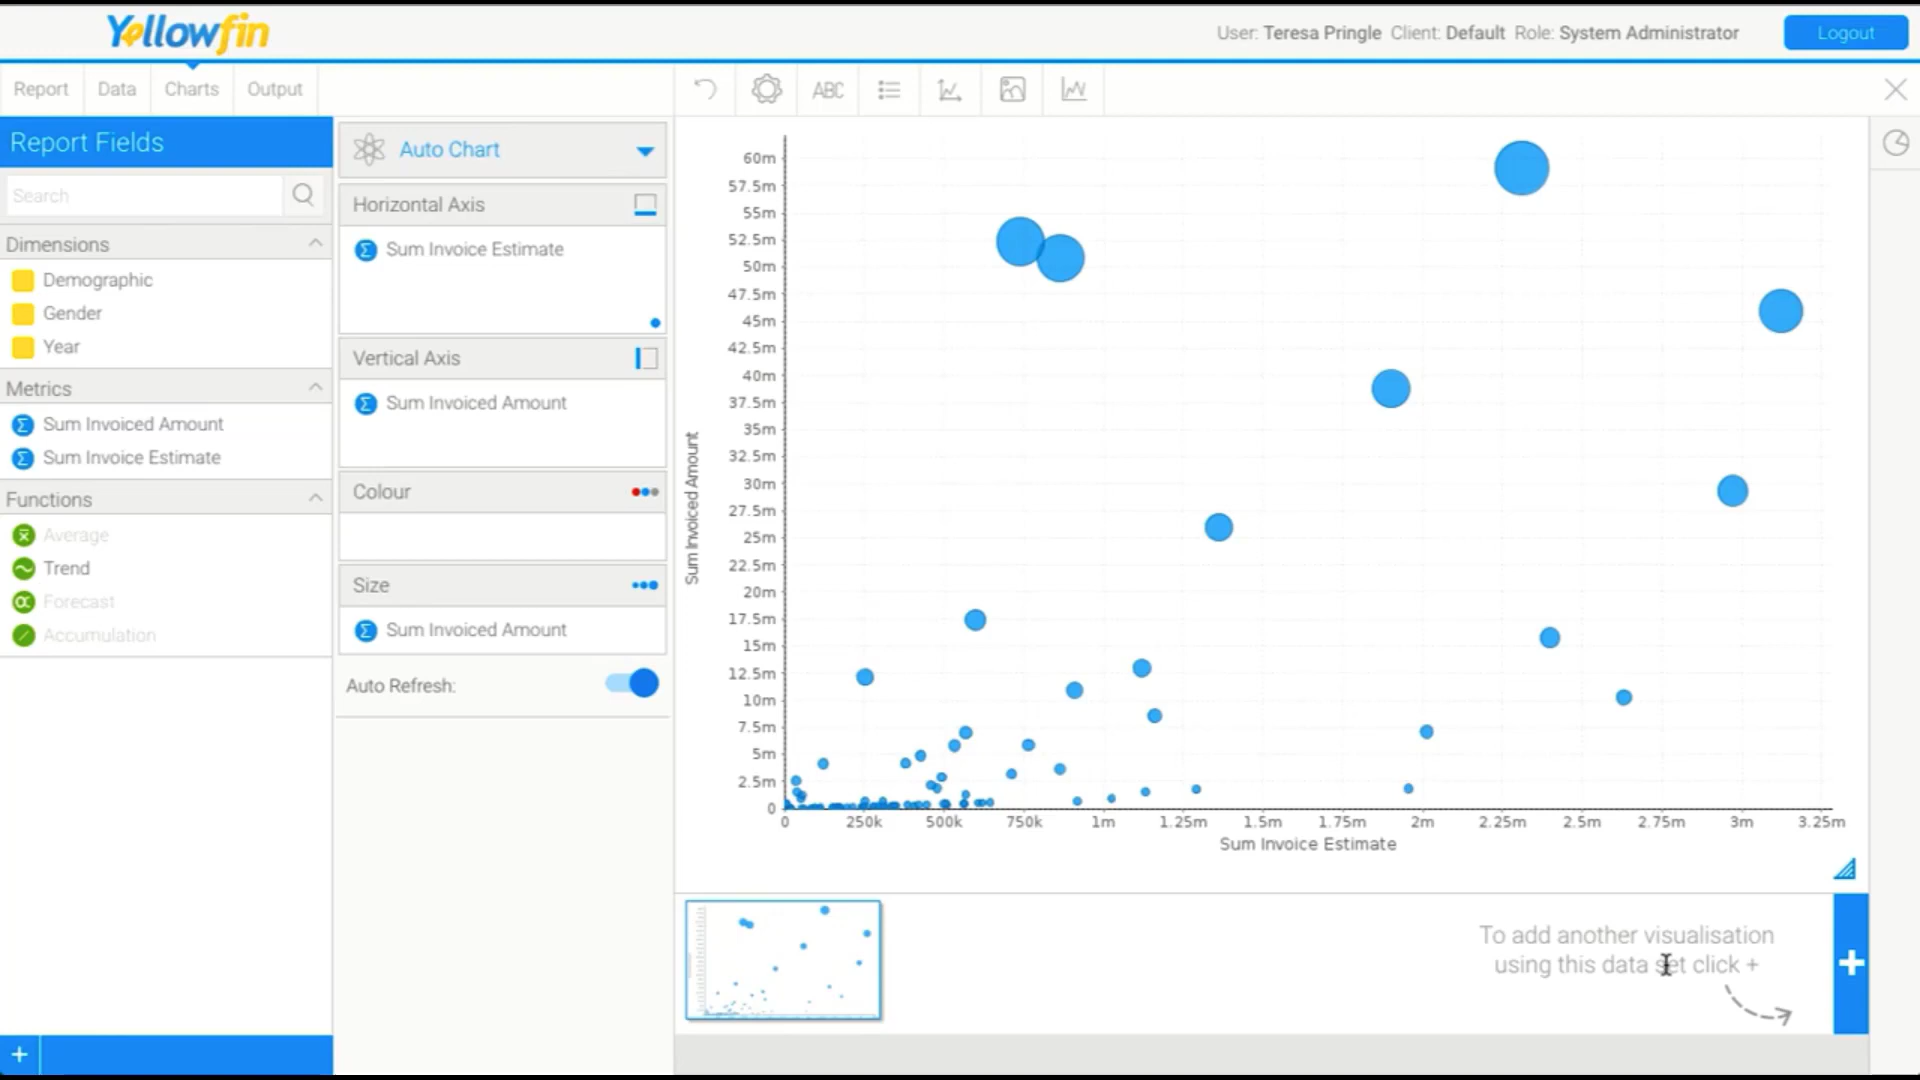 Yellowfin
User: Teresa Pringle Client: Default Role: System Administrator
Logout
Report Data Charts Output
ABC
Report Fields
Search
Dimensions
Demographic
Gender
Year
Metrics
Sum Invoiced Amount
Sum Invoice Estimate
Functions
Average
Trend
Forecast
Accumulation
Auto Chart
Horizontal Axis
Sum Invoice Estimate
Vertical Axis
Sum Invoiced Amount
Colour
Size
Sum Invoiced Amount
Auto Refresh:
Sum Invoiced Amount
60m
57.5m
55m
52.5m
50m
47.5m
45m
42.5m
40m
37.5m
35m
32.5m
30m
27.5m
25m
22.5m
20m
17.5m
15m
12.5m
10m
7.5m
5m
2.5m
0
0 250k 500k 750k 1m 1.25m 1.5m 1.75m 2m 2.25m 2.5m 2.75m 3m 3.25m
Sum Invoice Estimate
To add another visualisation
using this data set click +